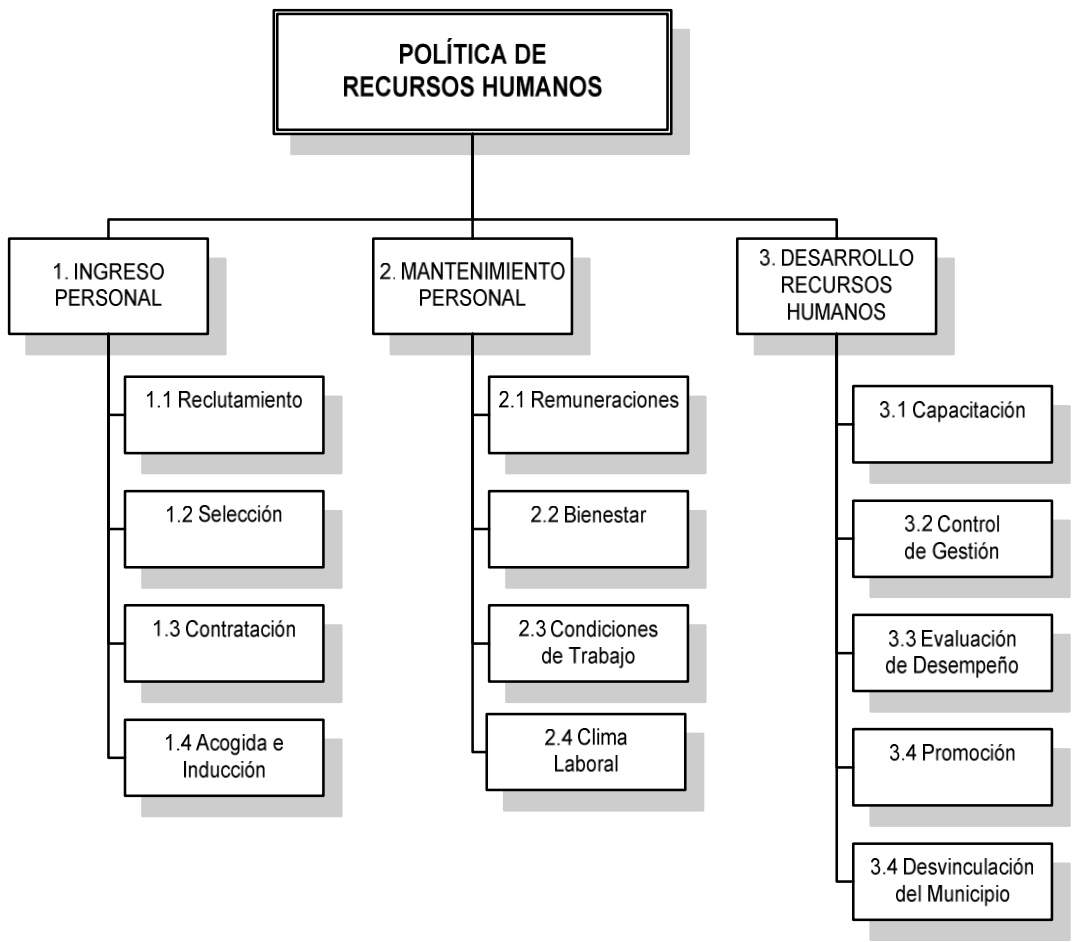 POLÍTICA DE
RECURSOS HUMANOS
1. INGRESO
PERSONAL
1.1 Reclutamiento
1.2 Selección
1.3 Contratación
1.4 Acogida e
Inducción
2. MANTENIMIENTO
PERSONAL
2.1 Remuneraciones
2.2 Bienestar
2.3 Condiciones
de Trabajo
2.4 Clima
Laboral
3. DESARROLLO
RECURSOS
HUMANOS
3.1 Capacitación
3.2 Control
de Gestión
3.3 Evaluación
de Desempeño
3.4 Promoción
3.4 Desvinculación
del Municipio